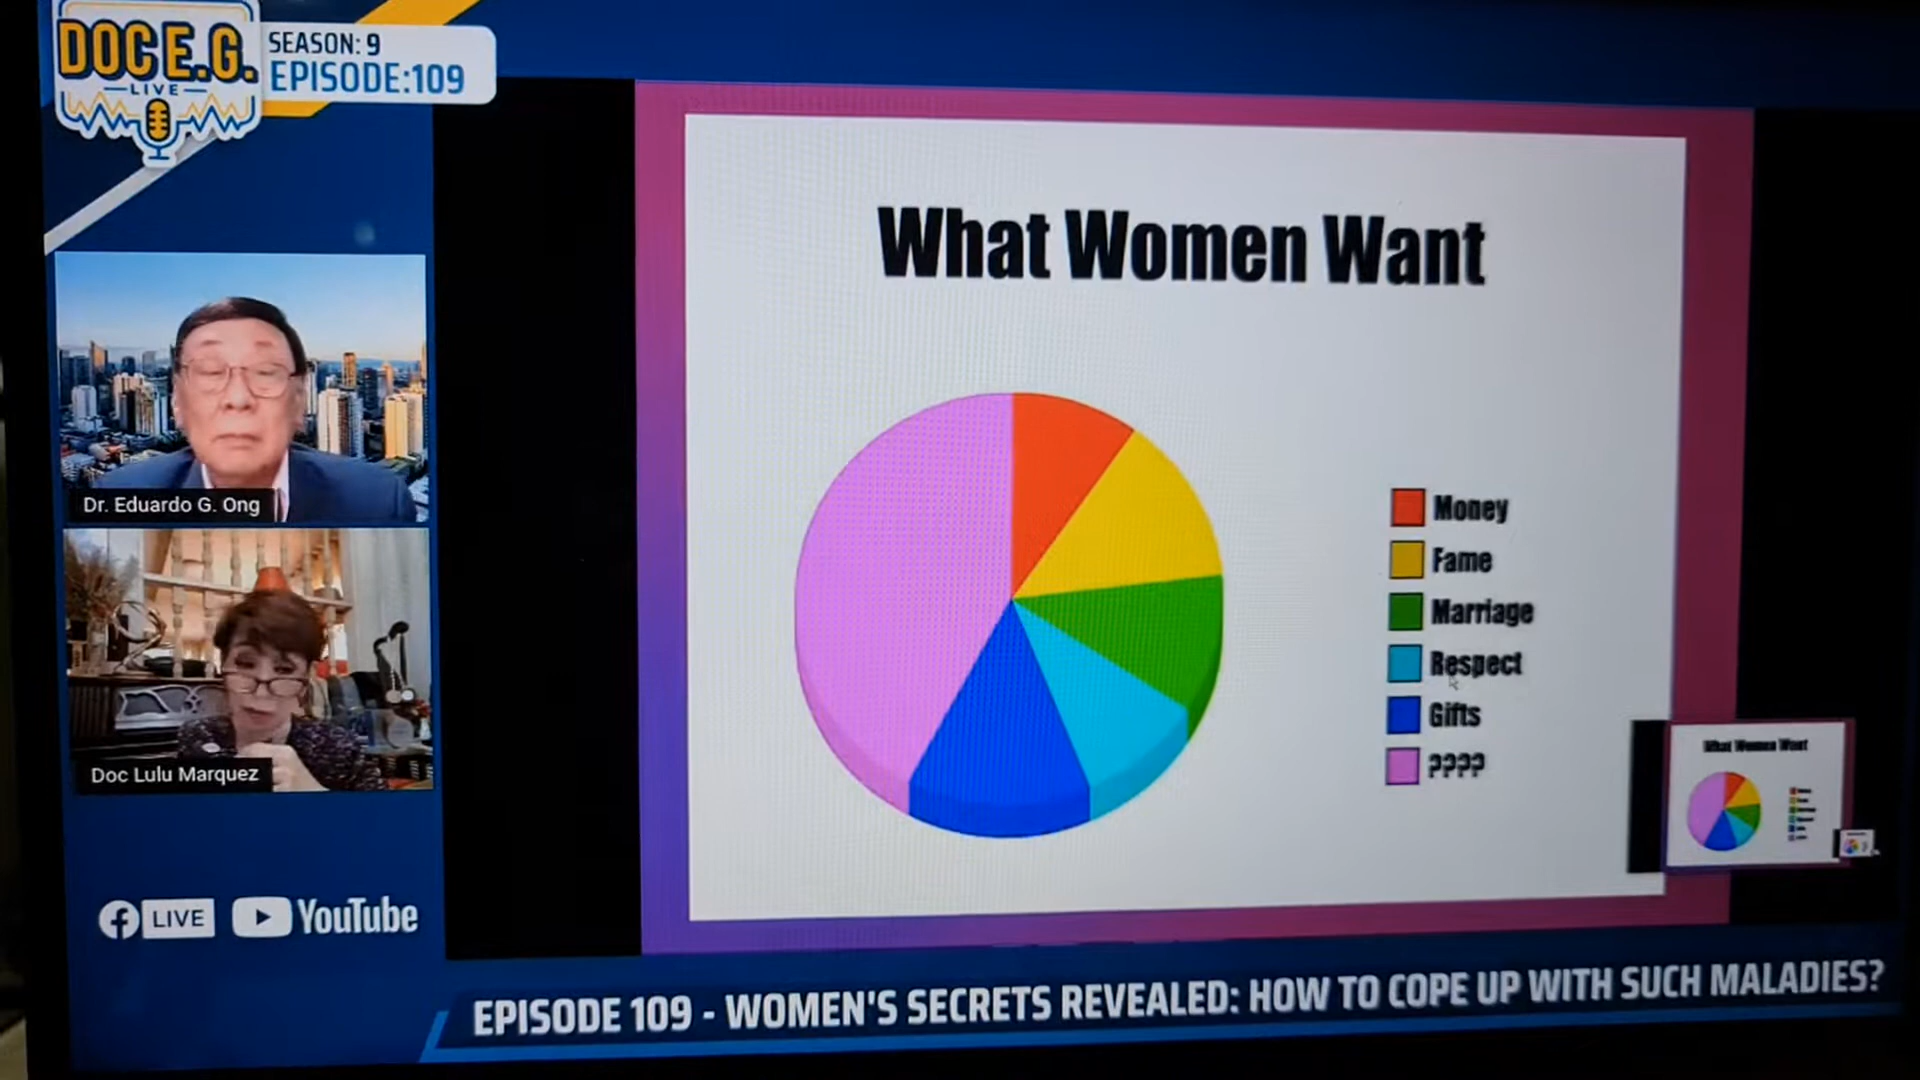 DOC E.G.
LIVE
SEASON: 9
EPISODE:109
What Women Want
Money
Fame
Marriage
Respect
Gifts
????
Dr. Eduardo G. Ong
Doc Lulu Marquez
What Women Want
LIVE
YouTube
EPISODE 109 - WOMEN'S SECRETS REVEALED: HOW TO COPE UP WITH SUCH MALADIES?